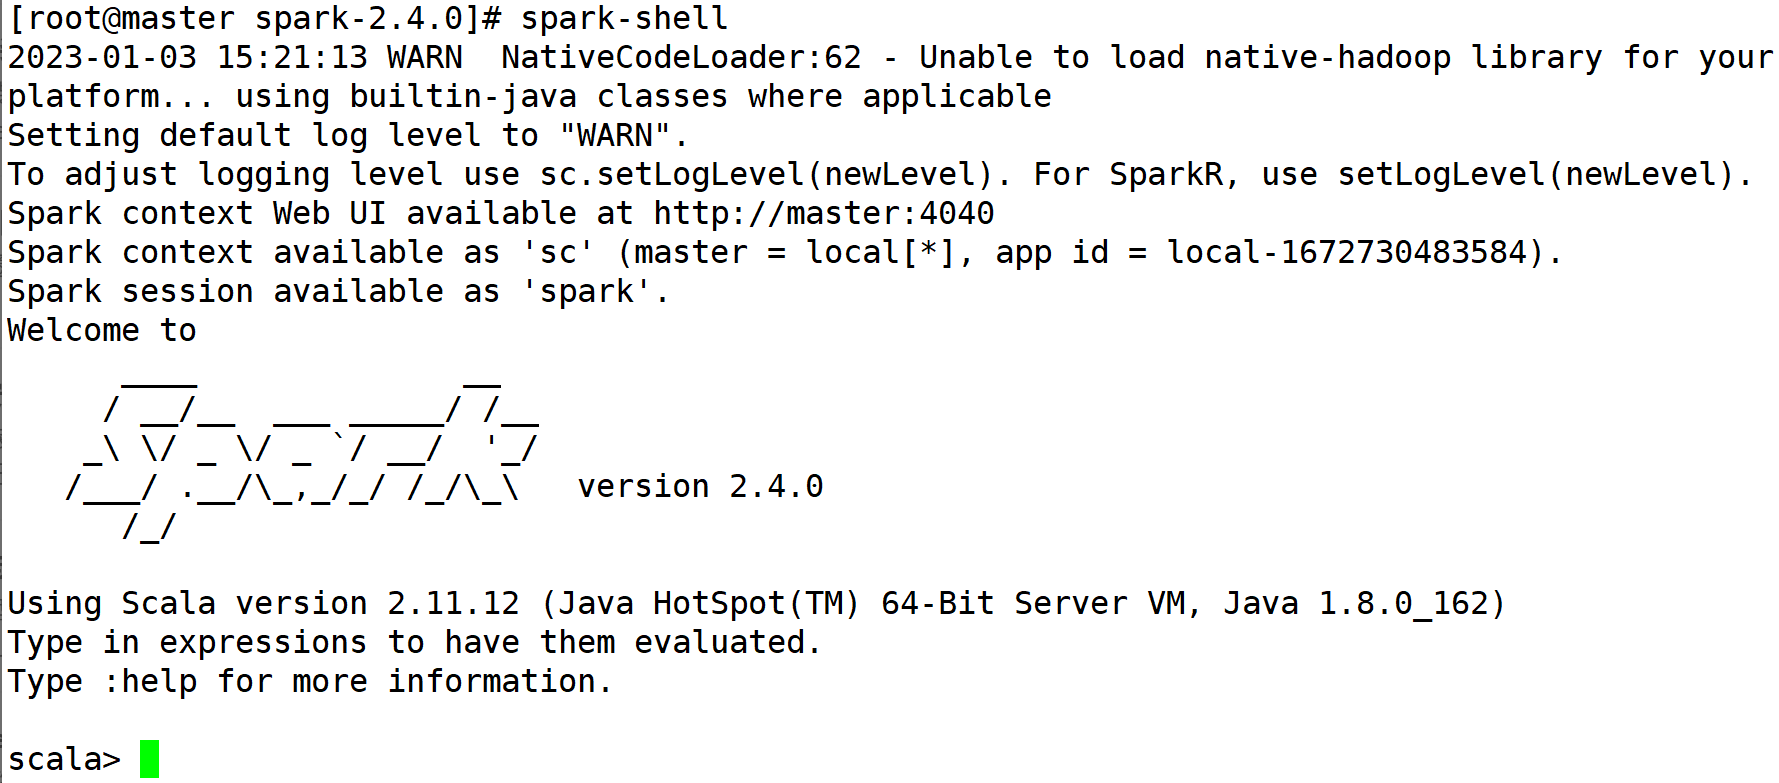 [root@master spark-2.4.0]# spark-shell
2023-01-03 15:21:13 WARN  NativeCodeLoader:62 - Unable to load native-hadoop library for your
platform... using builtin-java classes where applicable
Setting default log level to "WARN".
To adjust logging level use sc.setLogLevel(newLevel). For SparkR, use setLogLevel(newLevel).
Spark context Web UI available at http://master:4040
Spark context available as 'sc' (master = local[*], app id = local-1672730483584).
Spark session available as 'spark'.
Welcome to
      ____              __
     / __/__  ___ _____/ /__
    _\ \/ _ \/ _ `/ __/  '_/
   /___/ .__/\_,_/_/ /_/\_\   version 2.4.0
      /_/
Using Scala version 2.11.12 (Java HotSpot(TM) 64-Bit Server VM, Java 1.8.0_162)
Type in expressions to have them evaluated.
Type :help for more information.
scala>